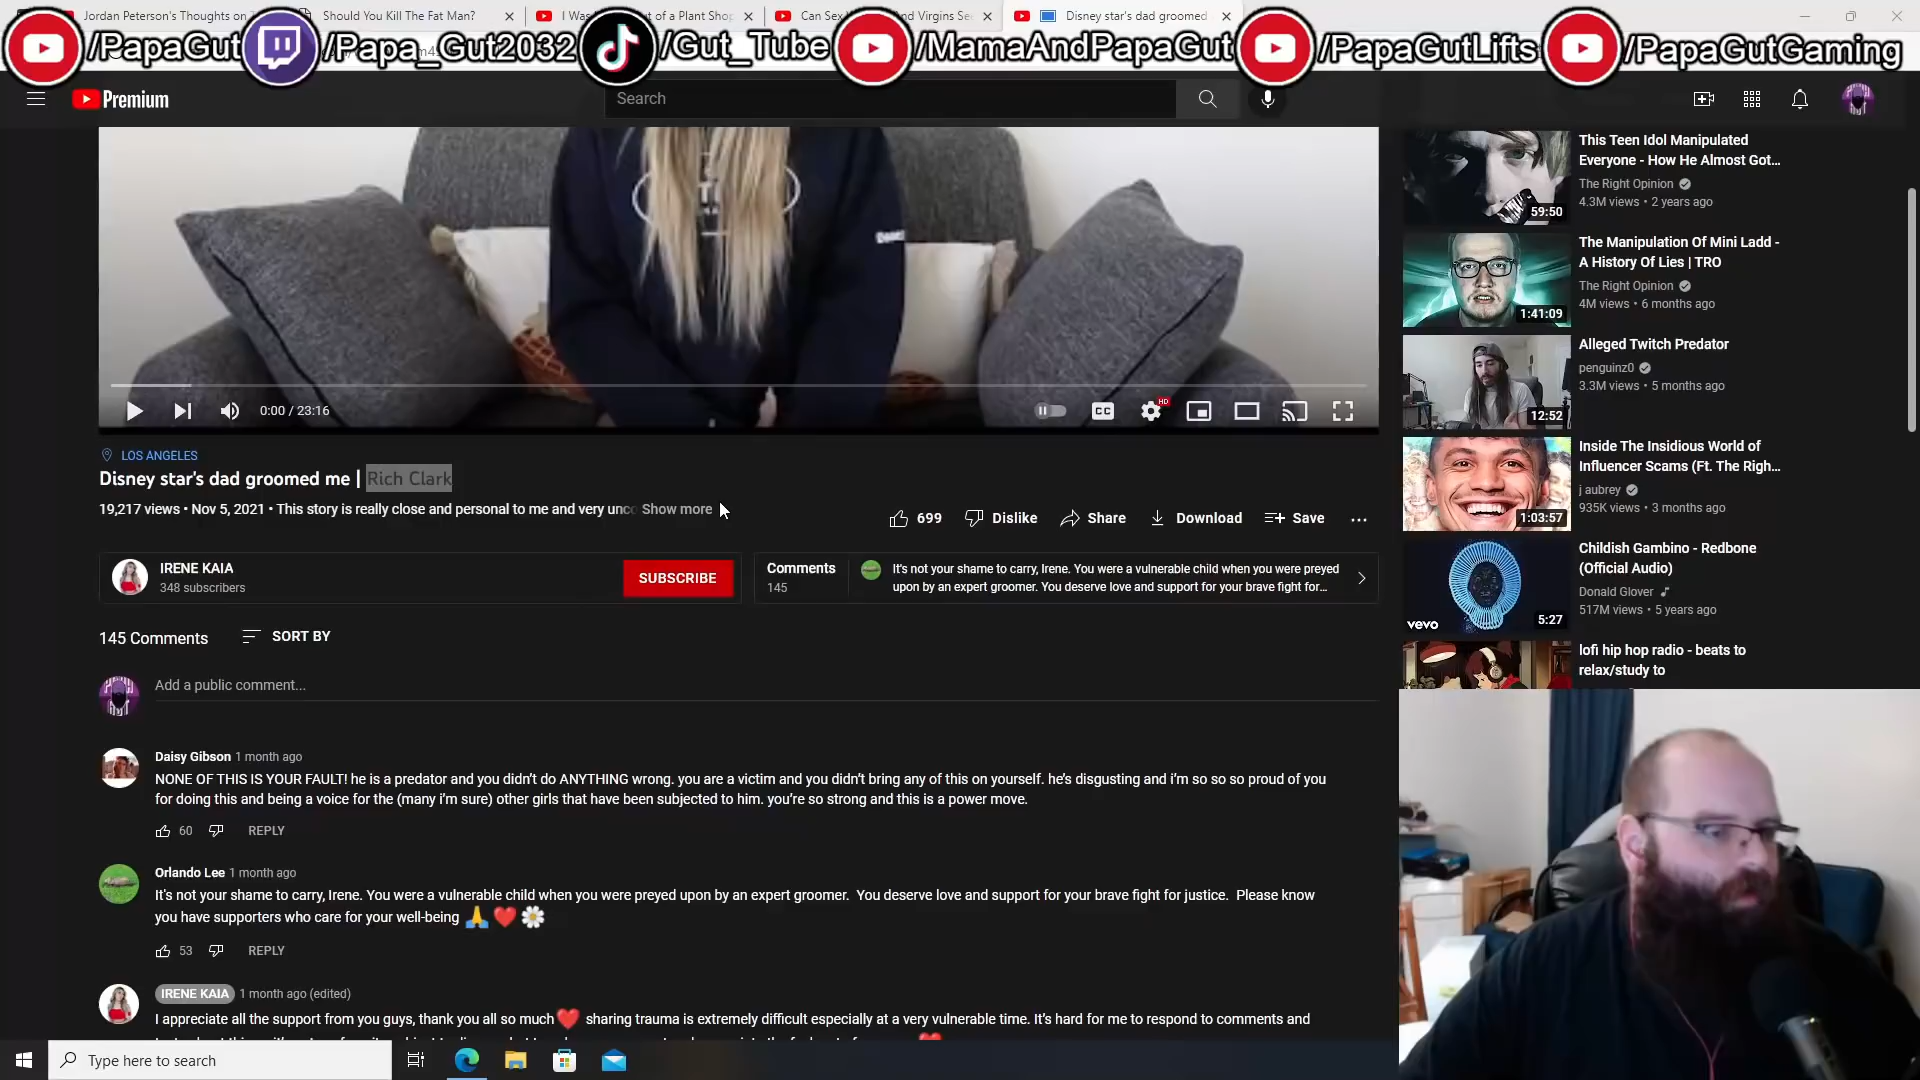 Jordan Peterson's Thoughts on
Should You Kill The Fat Man?
I Was
ut of a Plant Shop
Can Sex
nd Virgins Se
Disney star's dad groomed
/PapaGut
/Papa_Gut2032
/Gut_Tube
/MamaAndPapaGut
/PapaGutLifts
/PapaGutGaming
Premium
Search
0:00 / 23:16
CC
HD
LOS ANGELES
Disney star's dad groomed me | Rich Clark
19,217 views • Nov 5, 2021 • This story is really close and personal to me and very unco Show more
699
Dislike
Share
Download
Save
IRENE KAIA
348 subscribers
SUBSCRIBE
Comments
145
It's not your shame to carry, Irene. You were a vulnerable child when you were preyed
upon by an expert groomer. You deserve love and support for your brave fight for...
145 Comments
SORT BY
Add a public comment...
Daisy Gibson 1 month ago
NONE OF THIS IS YOUR FAULT! he is a predator and you didn't do ANYTHING wrong. you are a victim and you didn't bring any of this on yourself. he's disgusting and i'm so so so proud of you
for doing this and being a voice for the (many i'm sure) other girls that have been subjected to him. you're so strong and this is a power move.
60
REPLY
Orlando Lee 1 month ago
It's not your shame to carry, Irene. You were a vulnerable child when you were preyed upon by an expert groomer. You deserve love and support for your brave fight for justice. Please know
you have supporters who care for your well-being 🙏❤️🌼
53
REPLY
IRENE KAIA 1 month ago (edited)
I appreciate all the support from you guys, thank you all so much❤️ sharing trauma is extremely difficult especially at a very vulnerable time. It's hard for me to respond to comments and
This Teen Idol Manipulated
Everyone - How He Almost Got...
The Right Opinion
4.3M views • 2 years ago
59:50
The Manipulation Of Mini Ladd -
A History Of Lies | TRO
The Right Opinion
4M views • 6 months ago
1:41:09
Alleged Twitch Predator
penguinz0
3.3M views • 5 months ago
12:52
Inside The Insidious World of
Influencer Scams (Ft. The Righ...
j aubrey
935K views • 3 months ago
1:03:57
Childish Gambino - Redbone
(Official Audio)
Donald Glover
517M views • 5 years ago
vevo
5:27
lofi hip hop radio - beats to
relax/study to
Type here to search